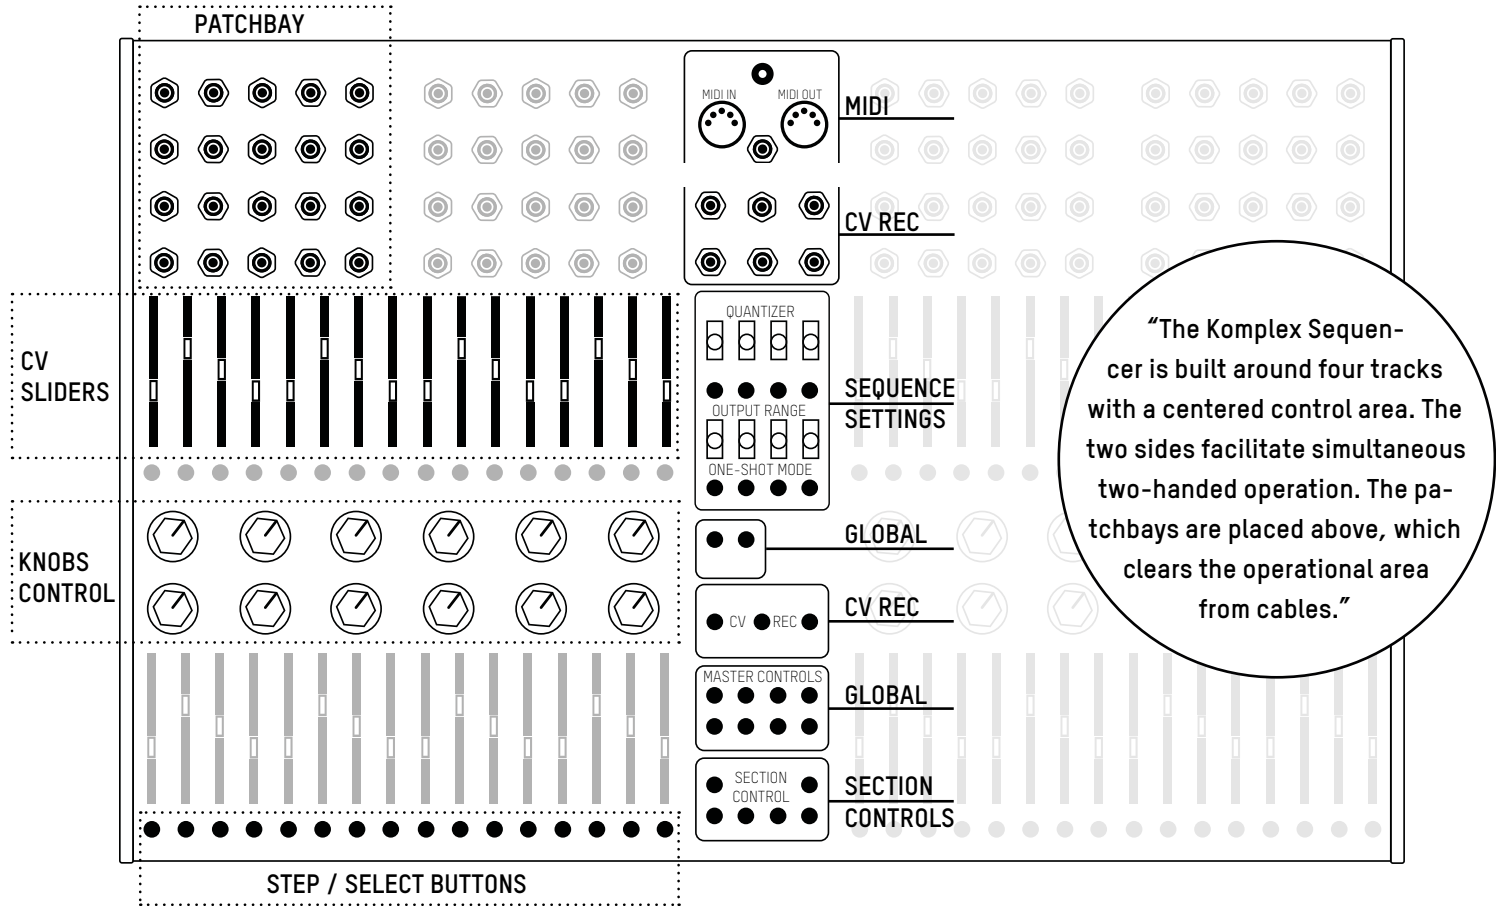 PATCHBAY
MIDI IN
MIDI OUT
MIDI
CV REC
CV
SLIDERS
QUANTIZER
OUTPUT RANGE
ONE-SHOT MODE
SEQUENCE
SETTINGS
“The Komplex Sequen-
cer is built around four tracks
with a centered control area. The
two sides facilitate simultaneous
two-handed operation. The pa-
tchbays are placed above, which
clears the operational area
from cables.”
KNOBS
CONTROL
GLOBAL
CV REC
CV REC
MASTER CONTROLS
GLOBAL
SECTION
CONTROL
SECTION
CONTROLS
STEP / SELECT BUTTONS